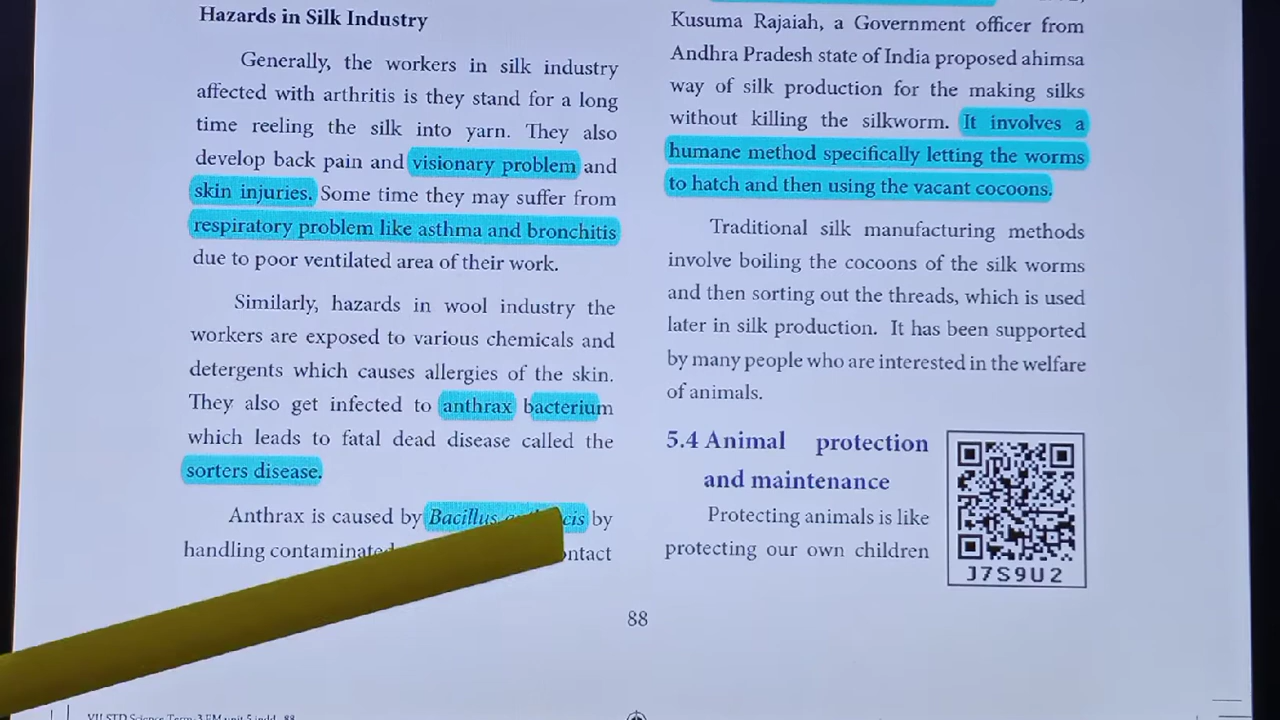 Hazards in Silk Industry
Generally, the workers in silk industry
affected with arthritis is they stand for a long
time reeling the silk into yarn. They also
develop back pain and visionary problem and
skin injuries. Some time they may suffer from
respiratory problem like asthma and bronchitis
due to poor ventilated area of their work.
Similarly, hazards in wool industry the
workers are exposed to various chemicals and
detergents which causes allergies of the skin.
They also get infected to anthrax bacterium
which leads to fatal dead disease called the
sorters disease.
Anthrax is caused by Bacillus by
handling contaminated
Kusuma Rajaiah, a Government officer from
Andhra Pradesh state of India proposed ahimsa
way of silk production for the making silks
without killing the silkworm. It involves a
humane method specifically letting the worms
to hatch and then using the vacant cocoons.
Traditional silk manufacturing methods
involve boiling the cocoons of the silk worms
and then sorting out the threads, which is used
later in silk production. It has been supported
by many people who are interested in the welfare
of animals.
5.4 Animal protection
and maintenance
Protecting animals is like
protecting our own children
J7S9U2
88
VII STD Science Term-3 EM unit 5.indd 88